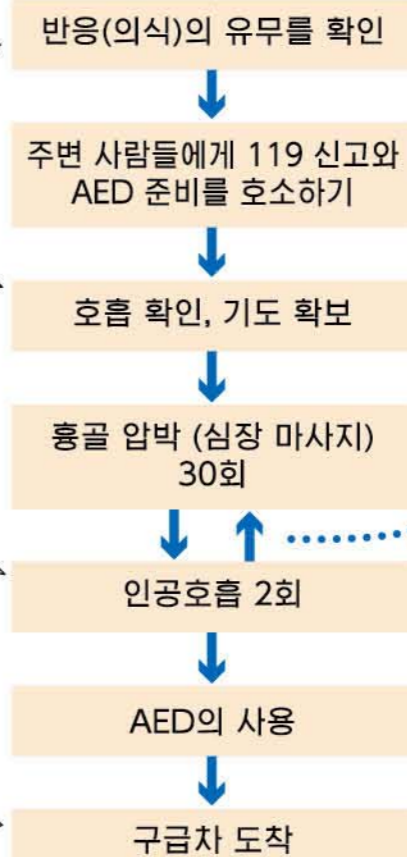 반응(의식)의 유무를 확인
주변 사람들에게 119 신고와
AED 준비를 호소하기
호흡 확인, 기도 확보
흉골 압박 (심장 마사지)
30회
인공호흡 2회
AED의 사용
구급차 도착